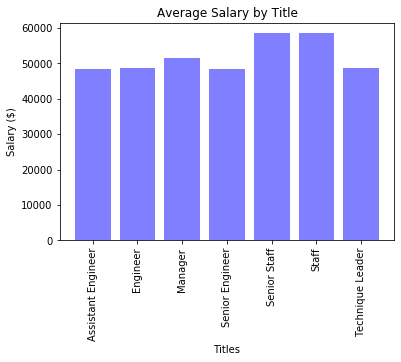 Average Salary by Title
Salary ($)
60000
50000
40000
30000
20000
10000
0
Assistant Engineer
Engineer
Manager
Senior Engineer
Senior Staff
Staff
Technique Leader
Titles